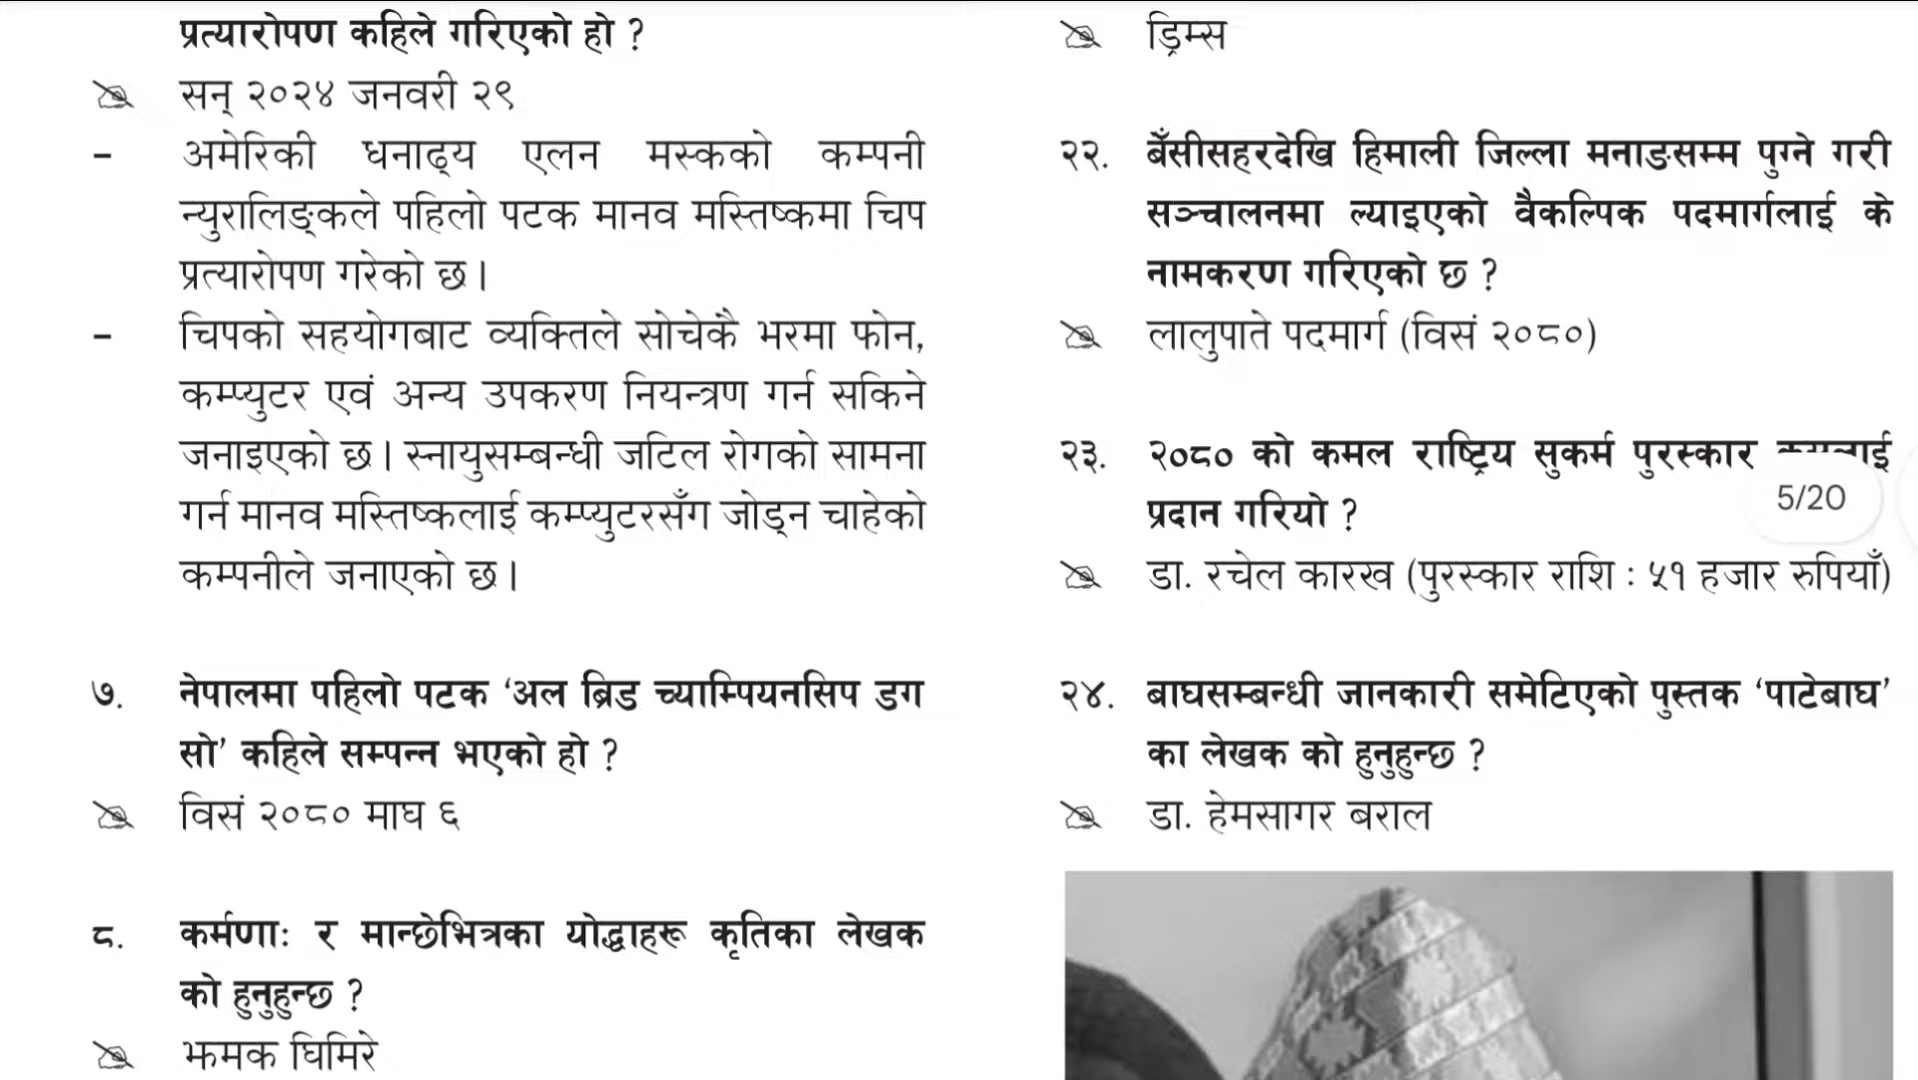 प्रत्यारोपण कहिले गरिएको हो ?
सन् २०२४ जनवरी २९
– अमेरिकी धनाढ्य एलन मस्कको कम्पनी
न्युरालिङ्कले पहिलो पटक मानव मस्तिष्कमा चिप
प्रत्यारोपण गरेको छ ।
– चिपको सहयोगबाट व्यक्तिले सोचेकै भरमा फोन,
कम्प्युटर एवं अन्य उपकरण नियन्त्रण गर्न सकिने
जनाइएको छ । स्नायुसम्बन्धी जटिल रोगको सामना
गर्न मानव मस्तिष्कलाई कम्प्युटरसँग जोड्न चाहेको
कम्पनीले जनाएको छ ।
७. नेपालमा पहिलो पटक ‘अल ब्रिड च्याम्पियनसिप डग
सो’ कहिले सम्पन्न भएको हो ?
विसं २०८० माघ ६
८. कर्मणाः र मान्छेभित्रका योद्धाहरू कृतिका लेखक
को हुनुहुन्छ ?
झमक घिमिरे
ड्रिम्स
२२. बेँसीसहरदेखि हिमाली जिल्ला मनाङसम्म पुग्ने गरी
सञ्चालनमा ल्याइएको वैकल्पिक पदमार्गलाई के
नामकरण गरिएको छ ?
लालुपाते पदमार्ग (विसं २०८०)
२३. २०८० को कमल राष्ट्रिय सुकर्म पुरस्कार
प्रदान गरियो ?
5/20
डा. रचेल कारख (पुरस्कार राशि : ५१ हजार रुपियाँ)
२४. बाघसम्बन्धी जानकारी समेटिएको पुस्तक ‘पाटेबाघ’
का लेखक को हुनुहुन्छ ?
डा. हेमसागर बराल